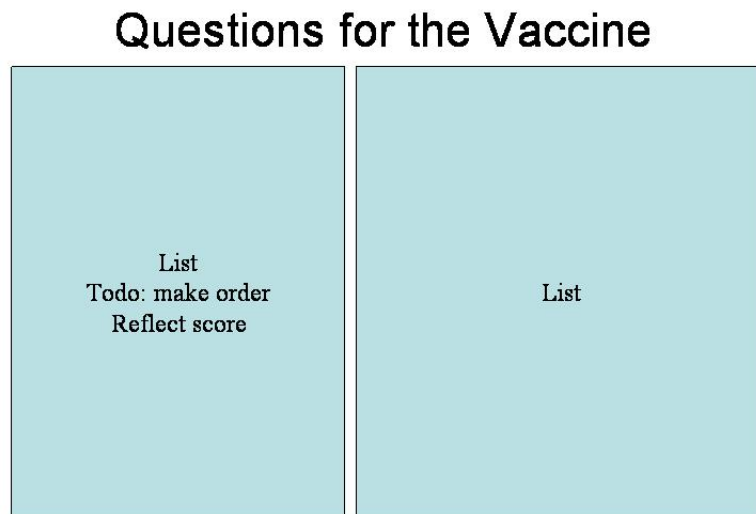 Questions for the Vaccine
List
Todo: make order
Reflect score
List